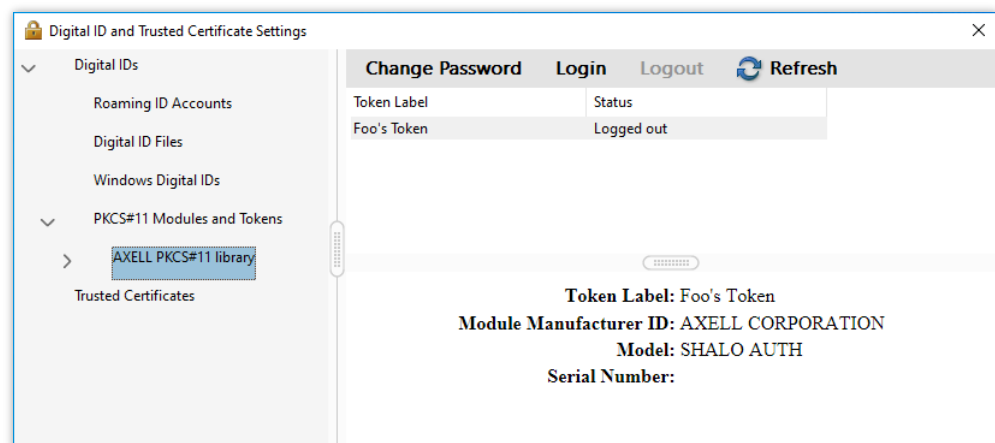 Digital ID and Trusted Certificate Settings
Digital IDs
Roaming ID Accounts
Digital ID Files
Windows Digital IDs
PKCS#11 Modules and Tokens
AXELL PKCS#11 library
Trusted Certificates
Change Password Login Logout Refresh
Token Label Status
Foo's Token Logged out
Token Label: Foo's Token
Module Manufacturer ID: AXELL CORPORATION
Model: SHALO AUTH
Serial Number: